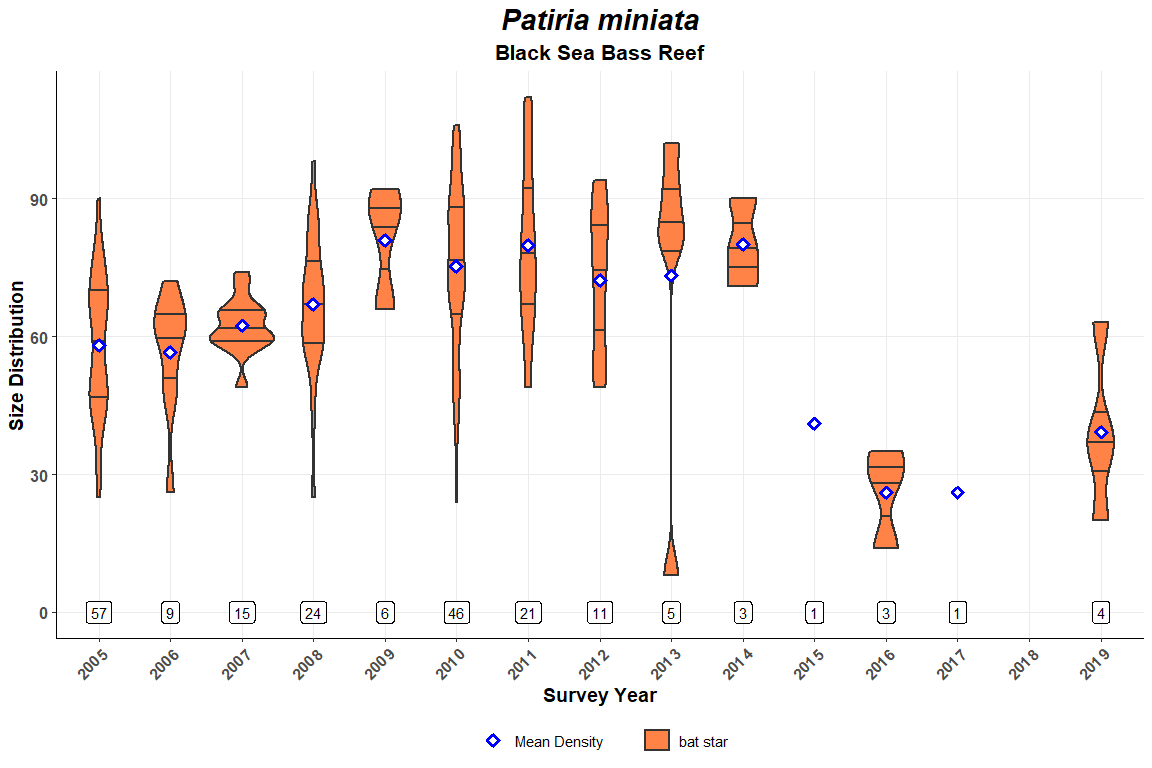 Patiria miniata
Black Sea Bass Reef
Size Distribution
90
60
30
0
57 9 15 24 6 46 21 11 5 3 1 3 1 4
2005 2006 2007 2008 2009 2010 2011 2012 2013 2014 2015 2016 2017 2018 2019
Survey Year
Mean Density bat star